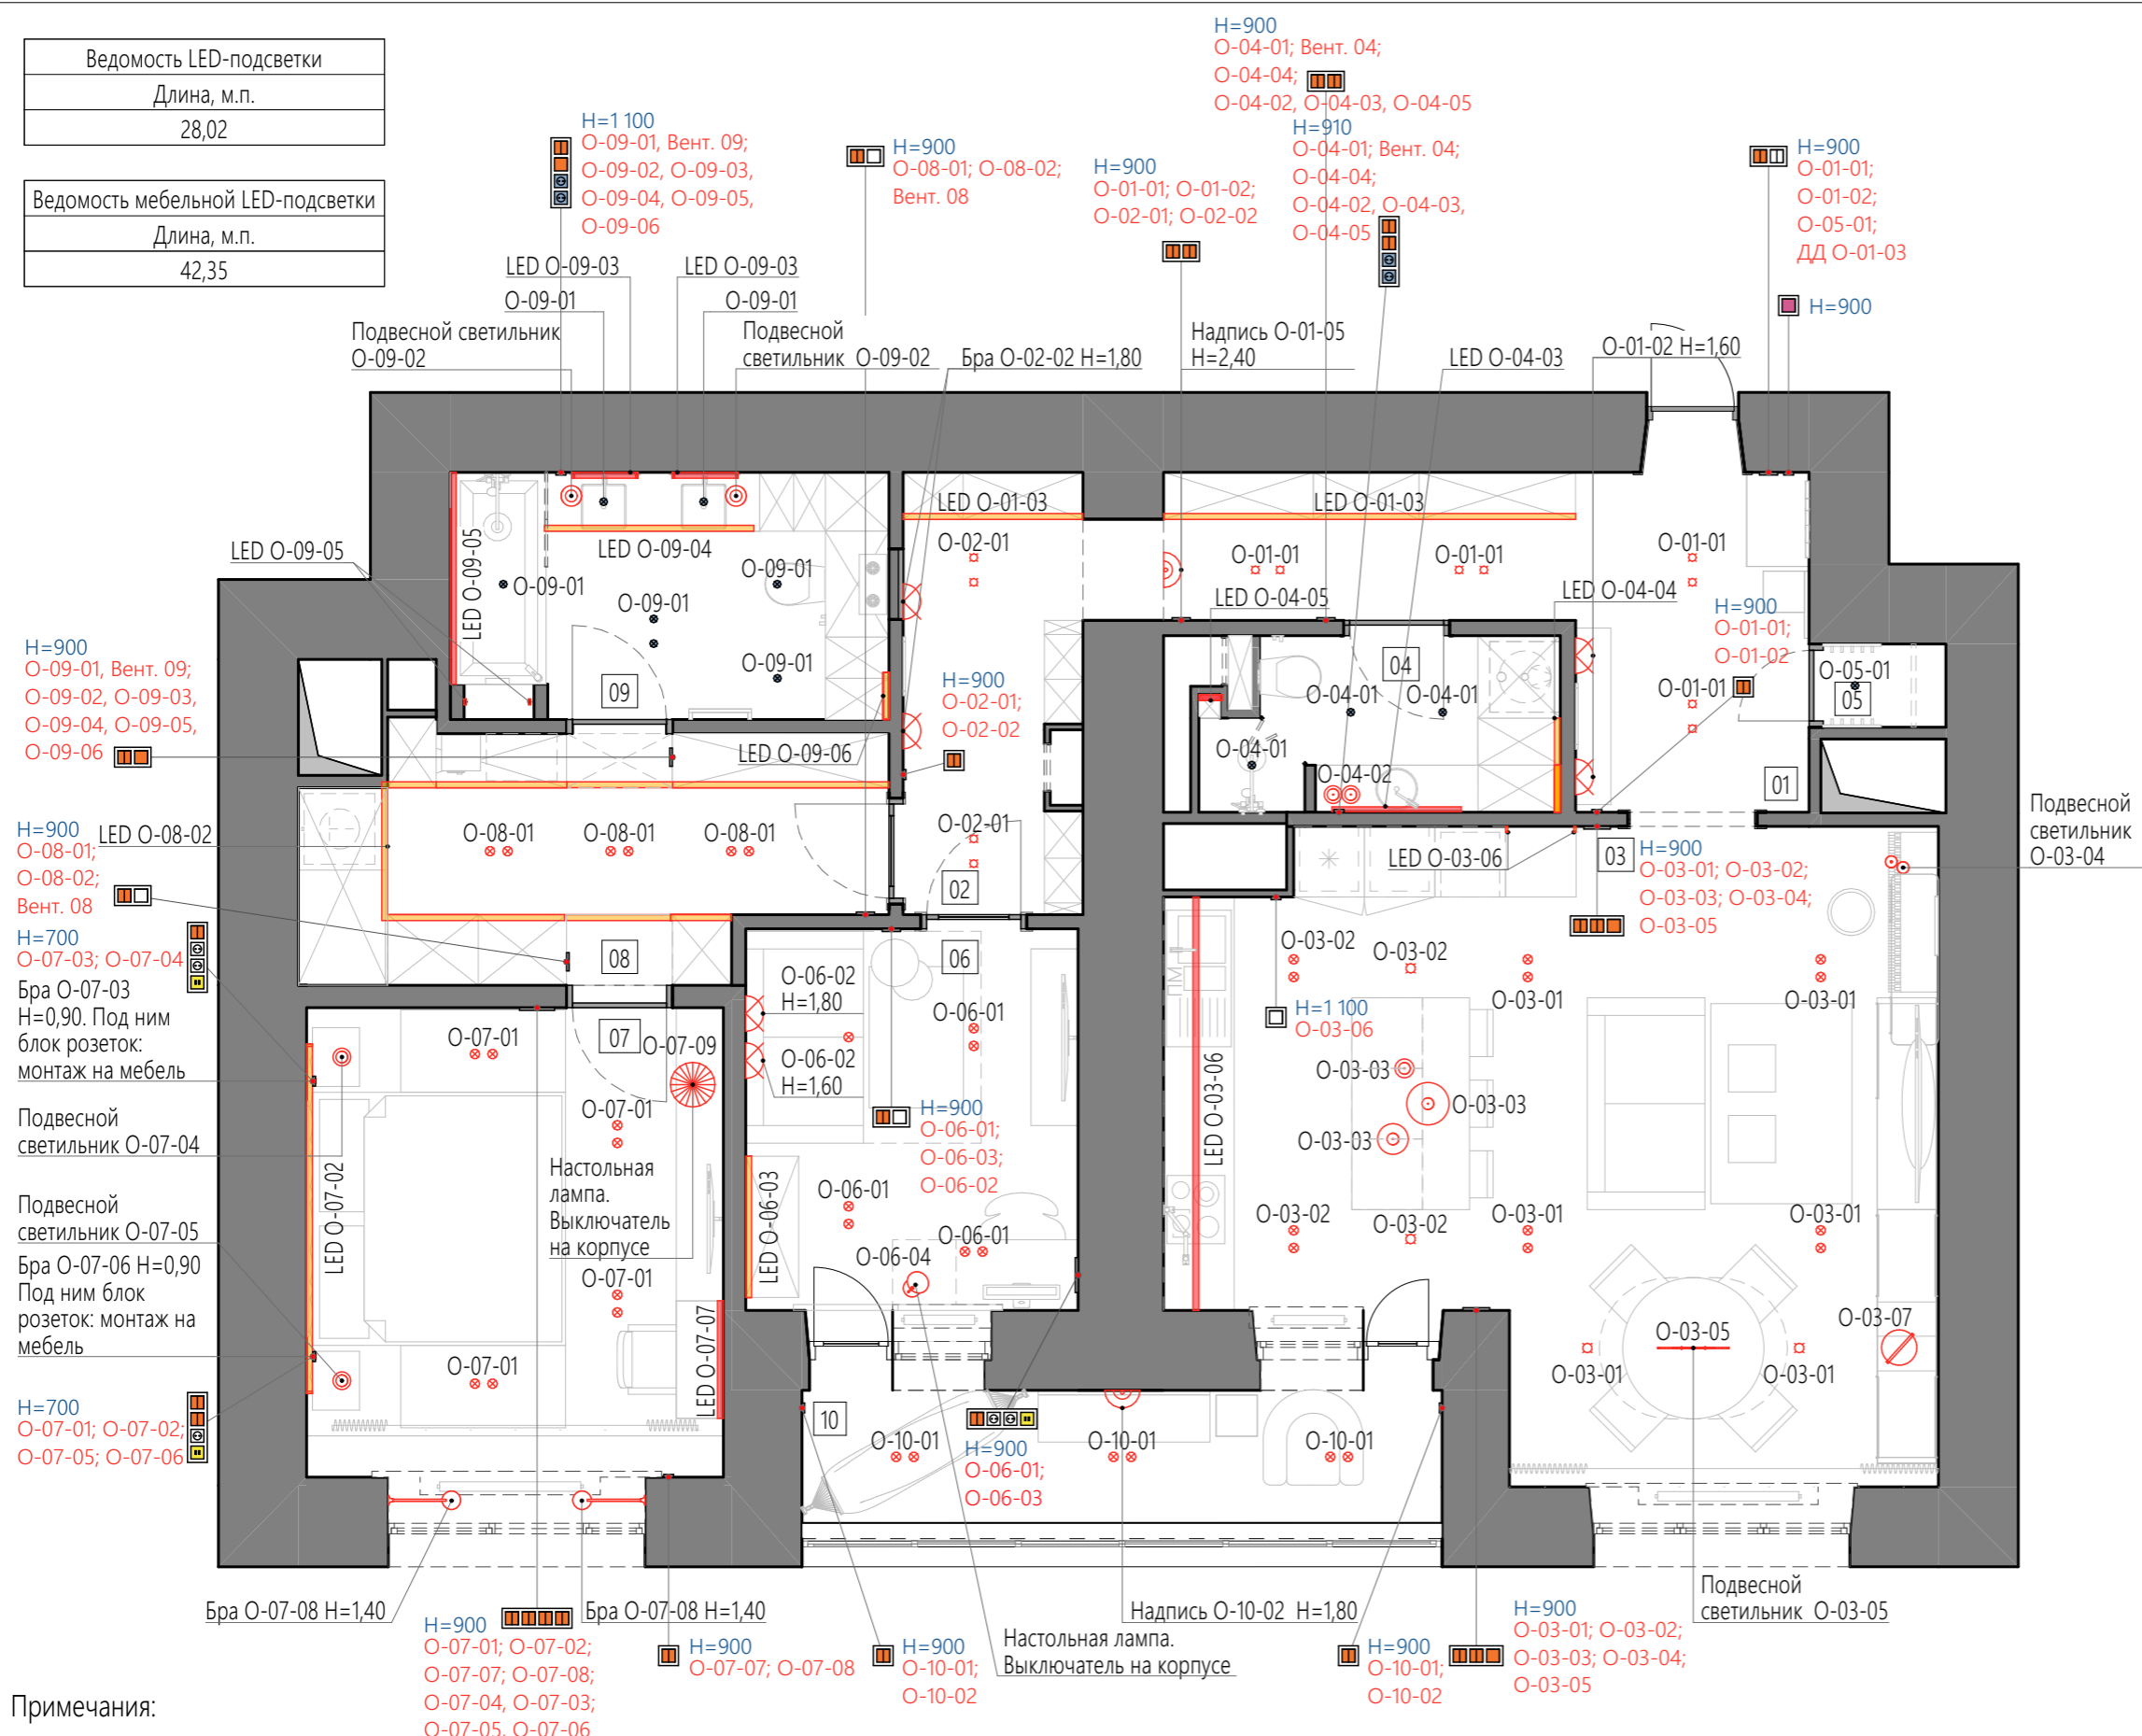 Ведомость LED-подсветки
Длина, м.п.
28,02
Ведомость мебельной LED-подсветки
Длина, м.п.
42,35
H=1100
О-09-01, Вент. 09;
О-09-02, О-09-03,
О-09-04, О-09-05,
О-09-06
H=900
О-08-01; О-08-02;
Вент. 08
H=900
О-01-01; О-01-02;
О-02-01; О-02-02
H=900
О-04-01; Вент. 04;
О-04-04;
О-04-02, О-04-03, О-04-05
H=910
О-04-01; Вент. 04;
О-04-04;
О-04-02, О-04-03,
О-04-05
H=900
О-01-01;
О-01-02;
О-05-01;
ДД О-01-03
H=900
LED О-09-03
LED О-09-03
О-09-01
О-09-01
Подвесной светильник
О-09-02
Подвесной
светильник О-09-02
Бра О-02-02 H=1,80
Надпись О-01-05
H=2,40
LED О-04-03
О-01-02 H=1,60
LED О-09-05
LED О-09-05
LED О-09-04
О-09-01
О-09-01
О-09-01
О-09-01
09
LED О-09-06
LED О-01-03
LED О-01-03
О-02-01
О-01-01
О-01-01
О-01-01
LED О-04-05
LED О-04-04
H=900
О-01-01;
О-01-02
О-01-01
О-05-01
05
01
04
О-04-01
О-04-01
О-04-01
О-04-02
H=900
О-02-01;
О-02-02
О-02-01
02
H=900
О-09-01, Вент. 09;
О-09-02, О-09-03,
О-09-04, О-09-05,
О-09-06
H=900
О-08-01;
О-08-02;
Вент. 08
LED О-08-02
О-08-01
О-08-01
О-08-01
08
H=700
О-07-03; О-07-04
Бра О-07-03
H=0,90. Под ним
блок розеток:
монтаж на мебель
Подвесной
светильник О-07-04
Подвесной
светильник О-07-05
Бра О-07-06 H=0,90
Под ним блок
розеток: монтаж на
мебель
H=700
О-07-01; О-07-02;
О-07-05; О-07-06
LED О-07-02
О-07-01
07
О-07-09
О-07-01
Настольная
лампа.
Выключатель
на корпусе
О-07-01
О-07-01
LED О-07-07
О-06-02
H=1,80
О-06-02
H=1,60
06
О-06-01
H=900
О-06-01;
О-06-03;
О-06-02
LED О-06-03
О-06-01
О-06-01
О-06-04
LED О-03-06
03
H=900
О-03-01; О-03-02;
О-03-03; О-03-04;
О-03-05
Подвесной
светильник
О-03-04
О-03-02
О-03-02
О-03-01
О-03-01
ПМ
H=1100
О-03-06
LED О-03-06
О-03-03
О-03-03
О-03-03
О-03-02
О-03-02
О-03-01
О-03-01
О-03-07
О-03-05
О-03-01
О-03-01
10
О-10-01
О-10-01
О-10-01
H=900
О-06-01;
О-06-03
Бра О-07-08 H=1,40
Бра О-07-08 H=1,40
H=900
О-07-01; О-07-02;
О-07-07; О-07-08;
О-07-04, О-07-03;
О-07-05, О-07-06
H=900
О-07-07; О-07-08
H=900
О-10-01;
О-10-02
Настольная лампа.
Выключатель на корпусе
Надпись О-10-02 H=1,80
H=900
О-10-01;
О-10-02
H=900
О-03-01; О-03-02;
О-03-03; О-03-04;
О-03-05
Подвесной
светильник О-03-05
Примечания: